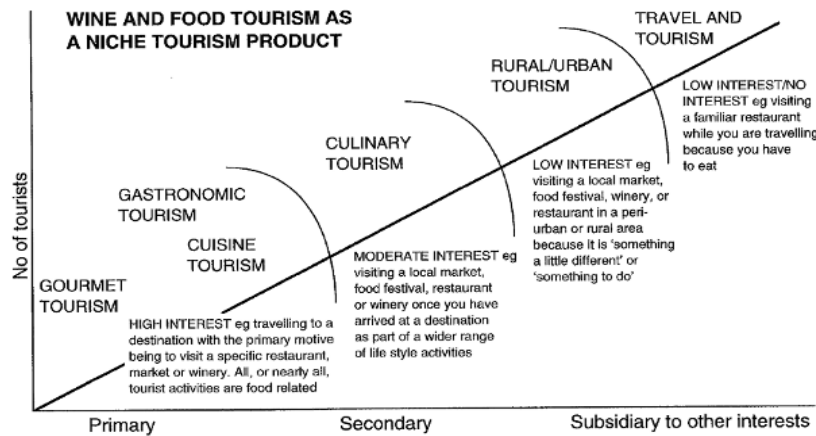 WINE AND FOOD TOURISM AS
A NICHE TOURISM PRODUCT
TRAVEL AND
TOURISM
RURAL/URBAN
TOURISM
LOW INTEREST/NO
INTEREST eg visiting
a familiar restaurant
while you are travelling
because you have
to eat
CULINARY
TOURISM
LOW INTEREST eg
visiting a local market,
food festival, winery, or
restaurant in a peri-
urban or rural area
because it is 'something
a little different' or
'something to do'
GASTRONOMIC
TOURISM
CUISINE
TOURISM
MODERATE INTEREST eg
visiting a local market,
food festival, restaurant
or winery once you have
arrived at a destination
as part of a wider range
of life style activities
GOURMET
TOURISM
HIGH INTEREST eg travelling to a
destination with the primary motive
being to visit a specific restaurant,
market or winery. All, or nearly all,
tourist activities are food related
No of tourists
Primary
Secondary
Subsidiary to other interests